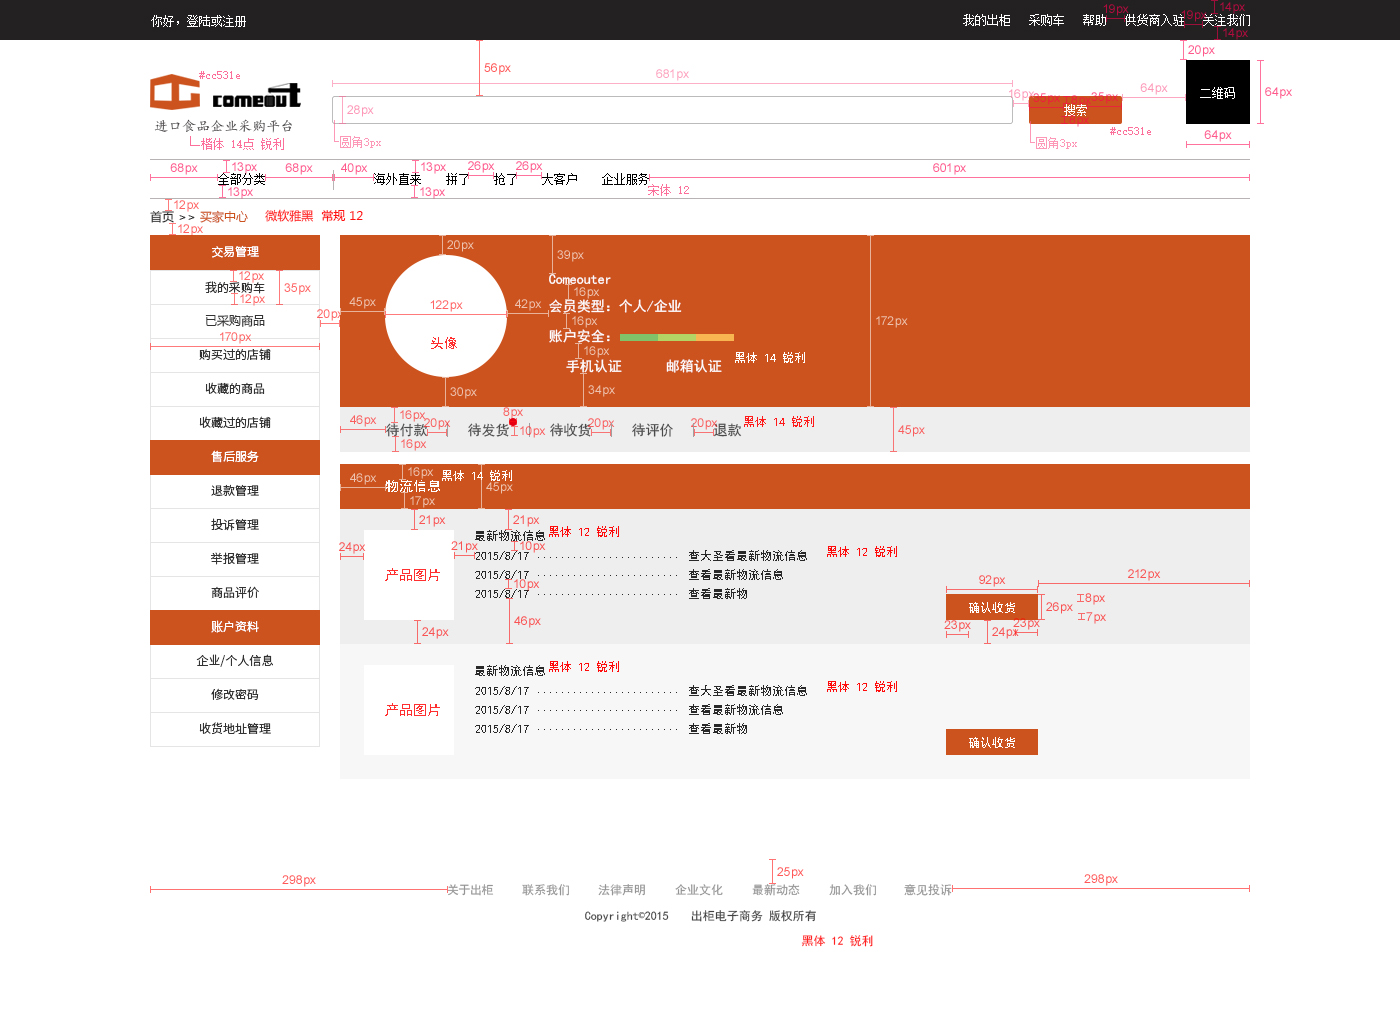 你好，登陆或注册
我的出柜 采购车 帮助 供货商入驻 关注我们
19px 19px 14px
14px
20px
56px
681px
#cc531e
comeout
28px
16px 35px 35px
搜索
64px
二维码
64px
64px
#cc531e
进口食品企业采购平台
楷体 14点 锐利
圆角3px
圆角3px
68px 13px 68px 40px 13px 26px 26px 601px
全部分类 海外直来 拼了 抢了 大客户 企业服务
13px 13px 宋体 12
12px
首页 >> 买家中心 微软雅黑 常规 12
12px
交易管理
12px
我的采购车 35px
12px
已采购商品
20px
170px
购买过的店铺
收藏的商品
收藏过的店铺
售后服务
退款管理
投诉管理
举报管理
商品评价
账户资料
企业/个人信息
修改密码
收货地址管理
20px
39px
Comeouter
16px
45px 122px 42px 会员类型：个人/企业
16px
172px
头像
账户安全：
16px
黑体 14 锐利
手机认证 邮箱认证
30px 34px
46px 16px 20px 8px 20px 20px 黑体 14 锐利
待付款 待发货 10px 待收货 待评价 退款 45px
16px
46px 16px 黑体 14 锐利
物流信息 45px
17px
21px 21px
最新物流信息 黑体 12 锐利
24px 21px 10px
产品图片
2015/8/17 ························ 查大圣看最新物流信息 黑体 12 锐利
2015/8/17 ························ 查看最新物流信息
10px
2015/8/17 ························ 查看最新物
24px 46px
92px 212px
确认收货 26px 8px
7px
23px 24px 23px
最新物流信息 黑体 12 锐利
产品图片
2015/8/17 ························ 查大圣看最新物流信息 黑体 12 锐利
2015/8/17 ························ 查看最新物流信息
2015/8/17 ························ 查看最新物
确认收货
25px
298px 298px
关于出柜 联系我们 法律声明 企业文化 最新动态 加入我们 意见投诉
Copyright©2015 出柜电子商务 版权所有
黑体 12 锐利